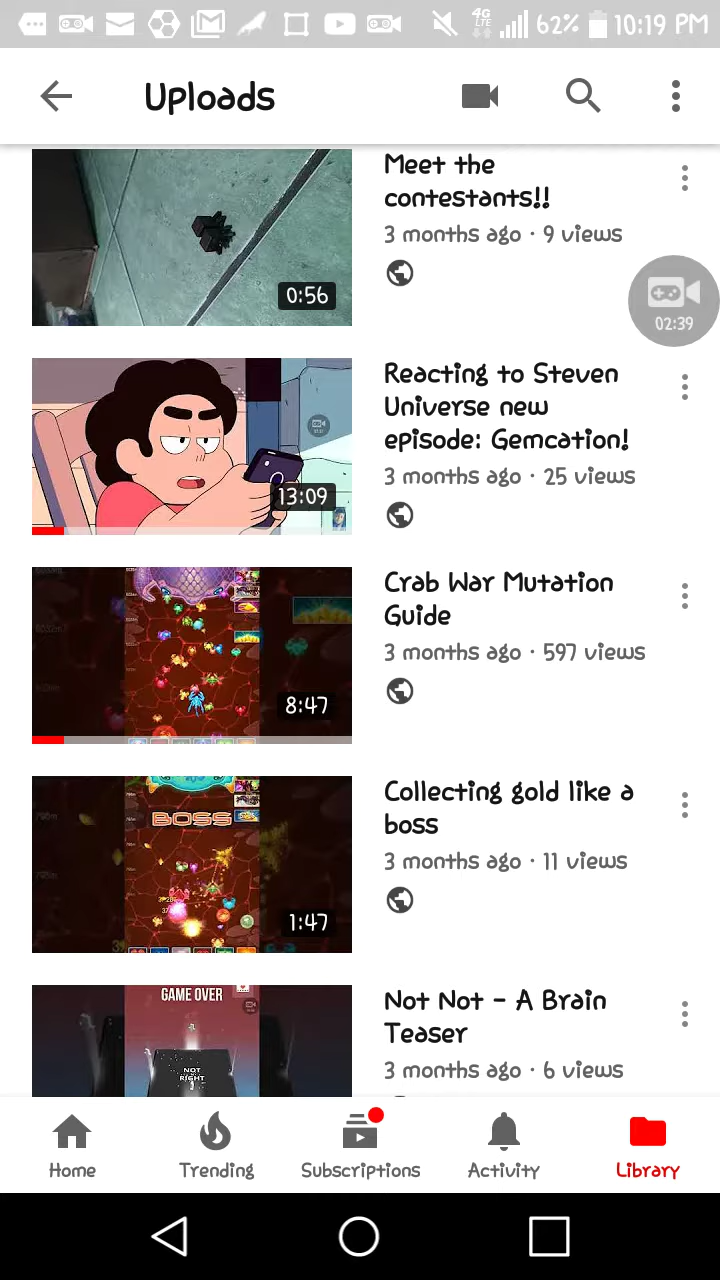 4G LTE 62% 10:19 PM
Uploads
Meet the
contestants!!
3 months ago · 9 views
0:56
02:39
Reacting to Steven
Universe new
episode: Gemcation!
3 months ago · 25 views
13:09
Crab War Mutation
Guide
3 months ago · 597 views
8:47
BOSS
Collecting gold like a
boss
3 months ago · 11 views
1:47
GAME OVER
NOT
RIGHT
Not Not - A Brain
Teaser
3 months ago · 6 views
Home Trending Subscriptions Activity Library